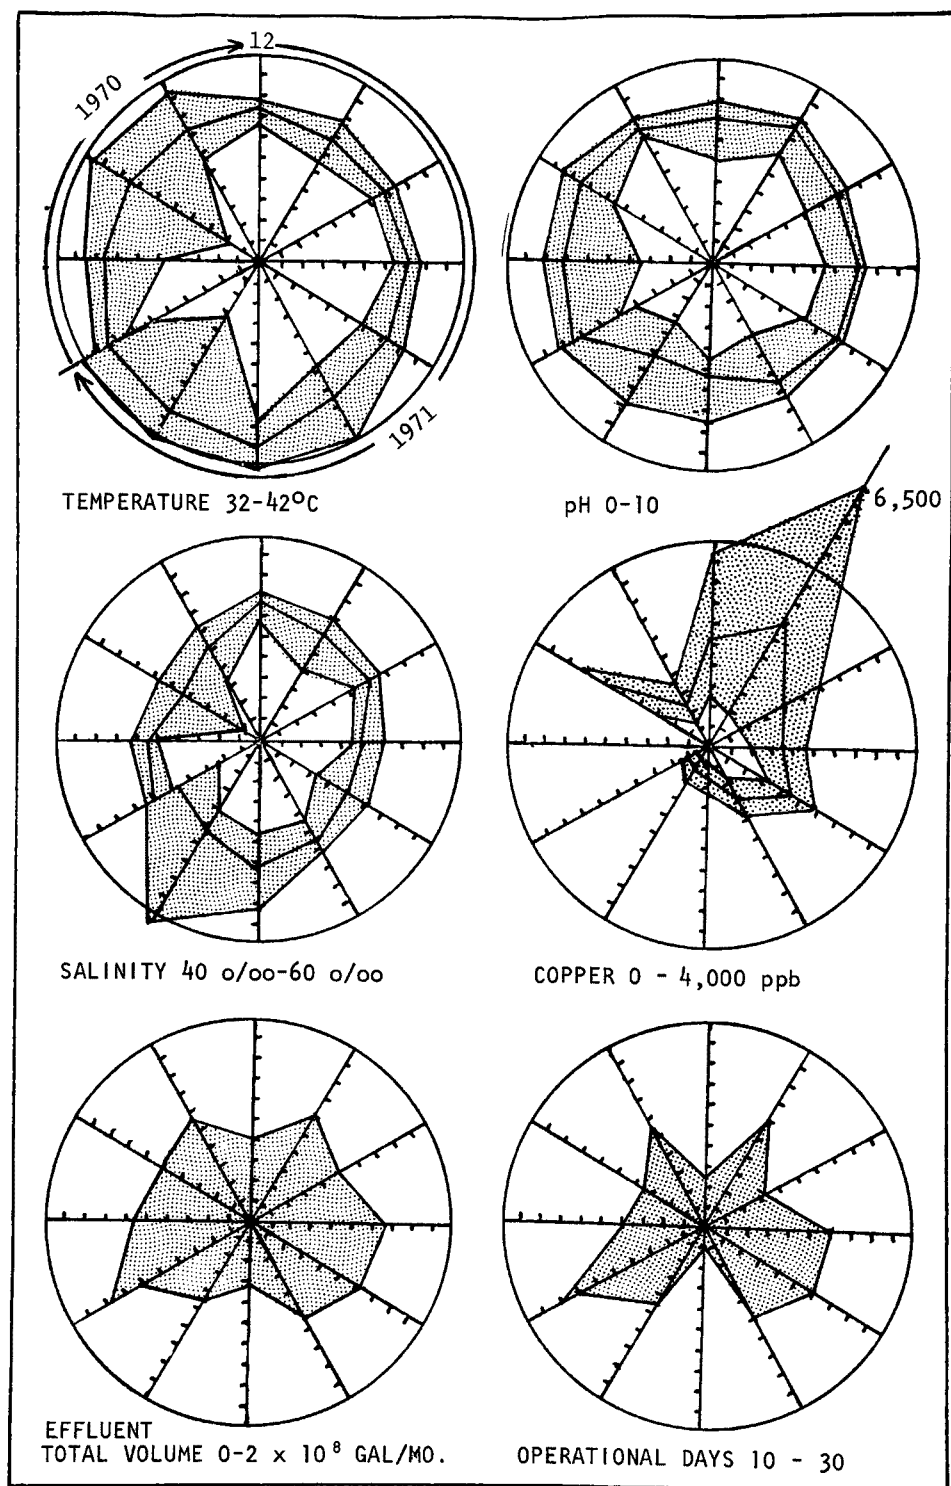 12
1970
1971
TEMPERATURE 32-42°C
pH 0-10
6,500
SALINITY 40 o/oo-60 o/oo
COPPER 0 - 4,000 ppb
EFFLUENT
TOTAL VOLUME 0-2 x 10⁸ GAL/MO.
OPERATIONAL DAYS 10 - 30